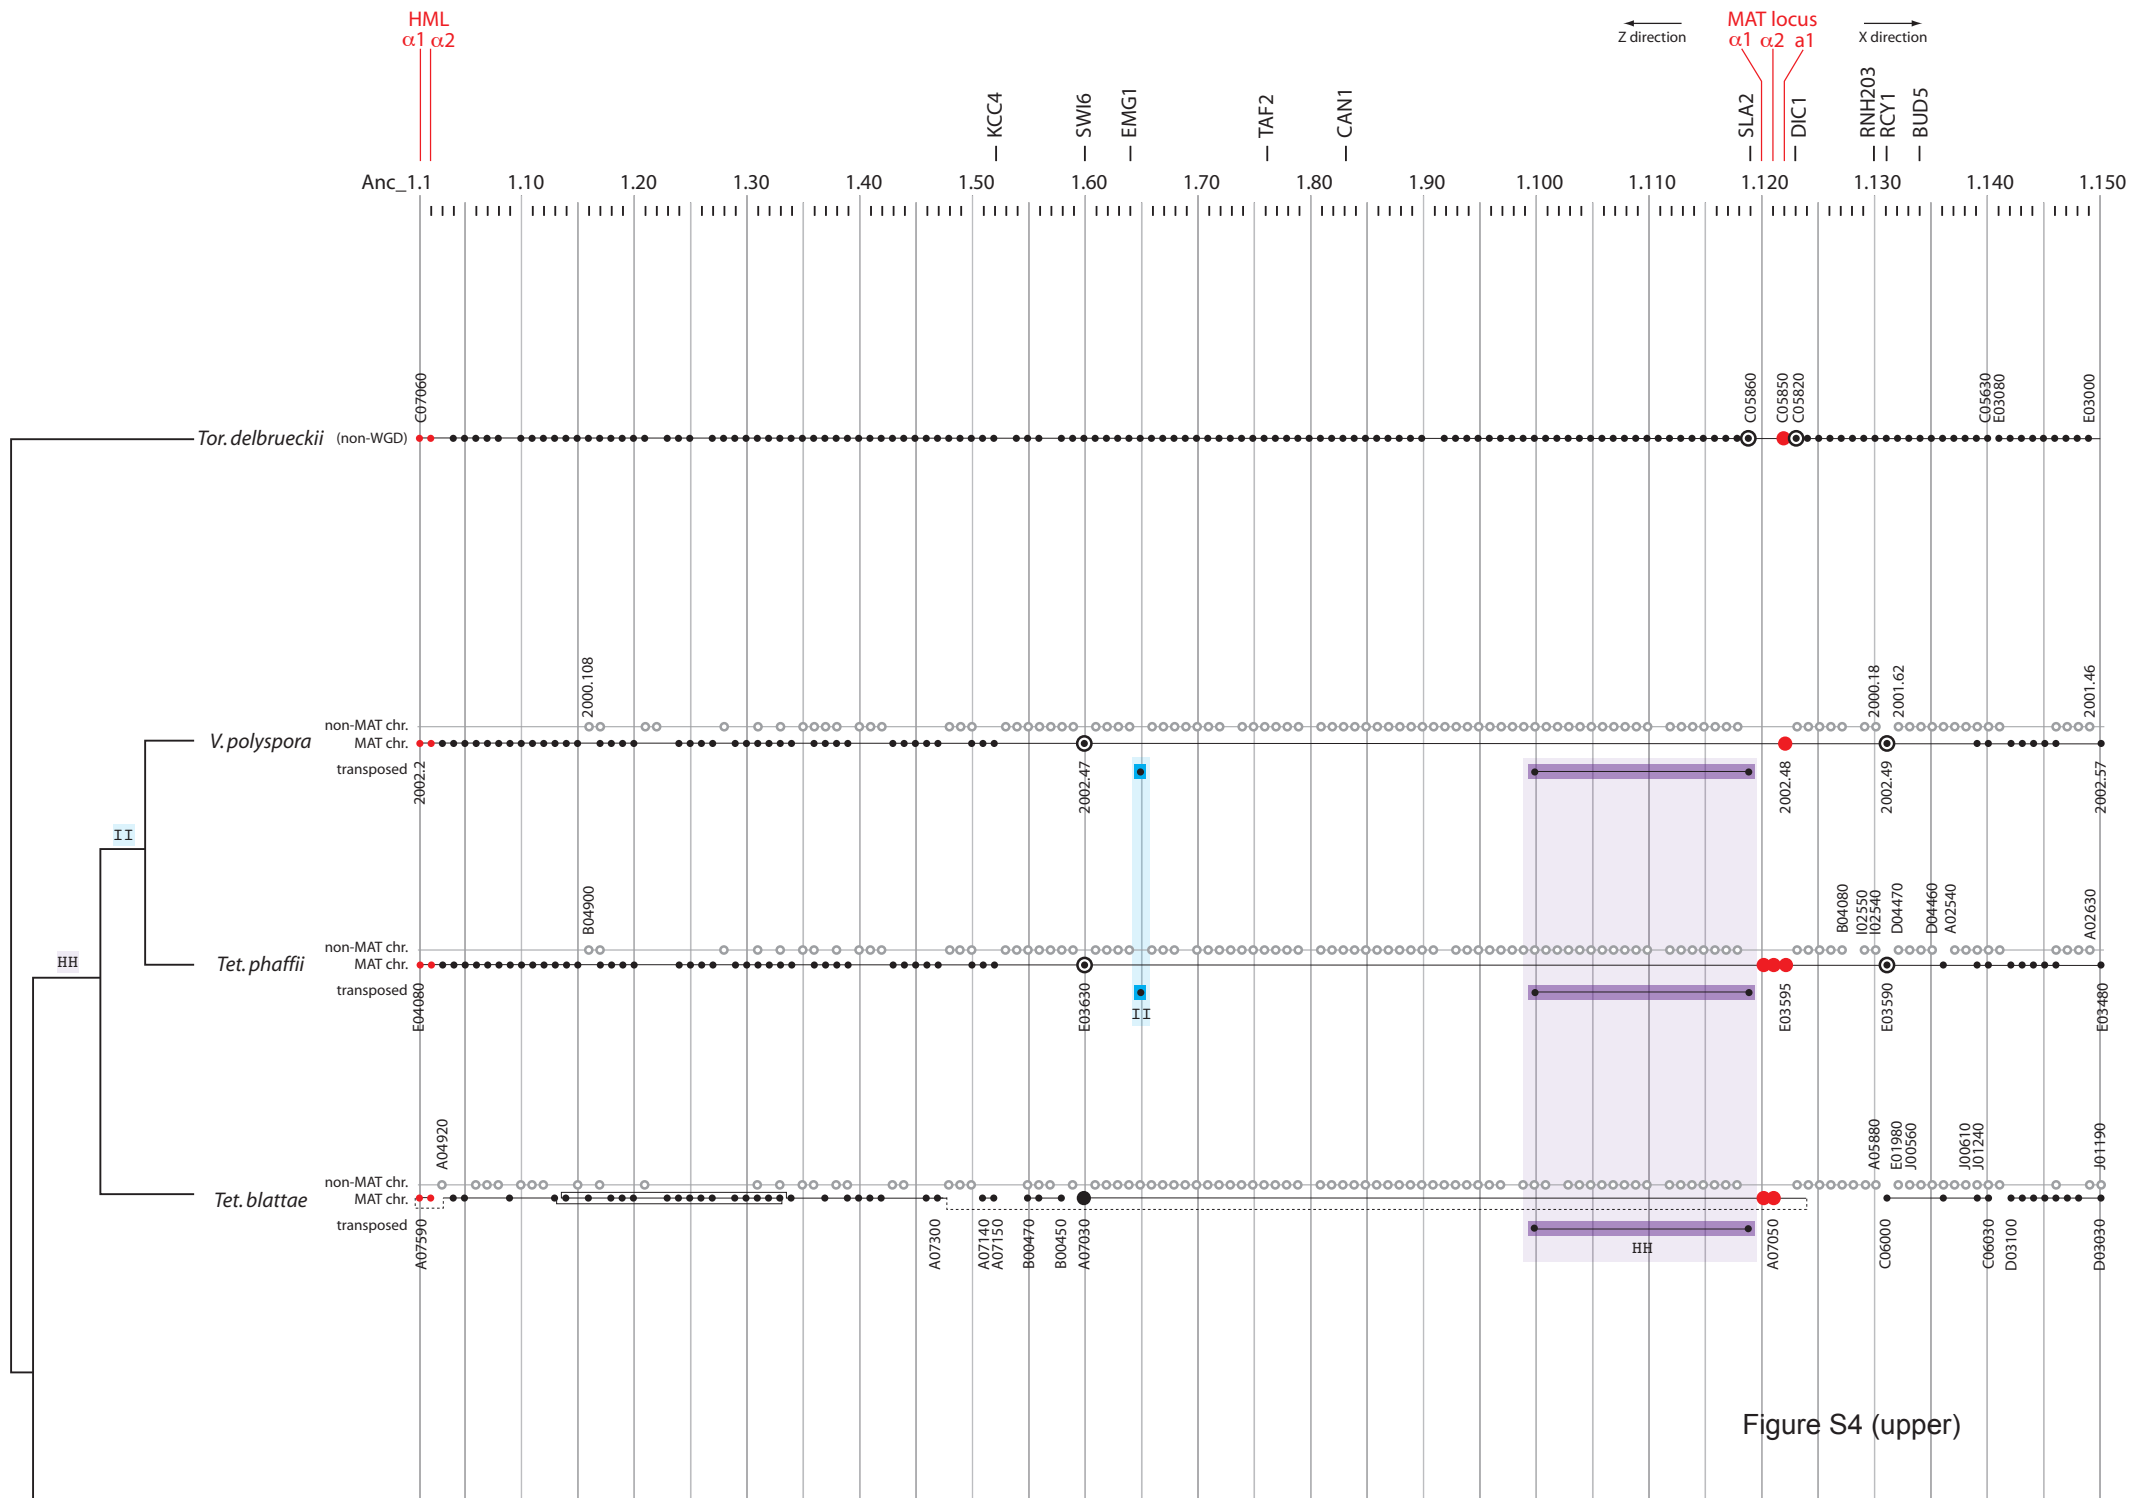 HML
α1 α2
Z direction
MAT locus
α1 α2 a1
X direction
KCC4
SWI6
EMG1
TAF2
CAN1
SLA2
DIC1
RNH203
RCY1
BUD5
Anc_1.1 1.10 1.20 1.30 1.40 1.50 1.60 1.70 1.80 1.90 1.100 1.110 1.120 1.130 1.140 1.150
C07060
C05860
C05850
C05820
C05630
E03080
E03000
Tor. delbrueckii (non-WGD)
2000.108
2000.18
2001.62
2001.46
non-MAT chr.
V. polyspora MAT chr.
transposed
2002.2
2002.47
2002.48
2002.49
2002.57
II
B04900
B04080
I02550
I02540
D04470
D04460
A02540
A02630
non-MAT chr.
Tet. phaffii MAT chr.
transposed
HH
E04080
E03630
II
E03595
E03590
E03480
A04920
A05880
E01980
J00560
J00610
J01240
J01190
non-MAT chr.
Tet. blattae MAT chr.
transposed
A07590
A07300
A07140
A07150
B00470
B00450
A07030
HH
A07050
C06000
C06030
D03100
D03030
Figure S4 (upper)